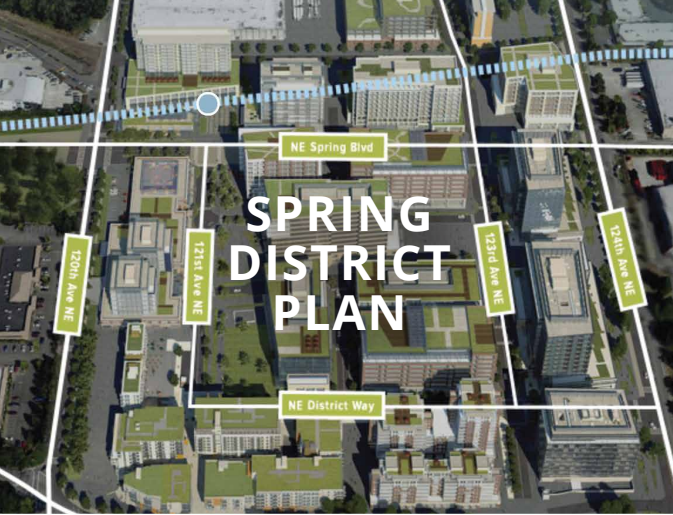 NE Spring Blvd
SPRING
DISTRICT
PLAN
120th Ave NE
121st Ave NE
123rd Ave NE
124th Ave NE
NE District Way